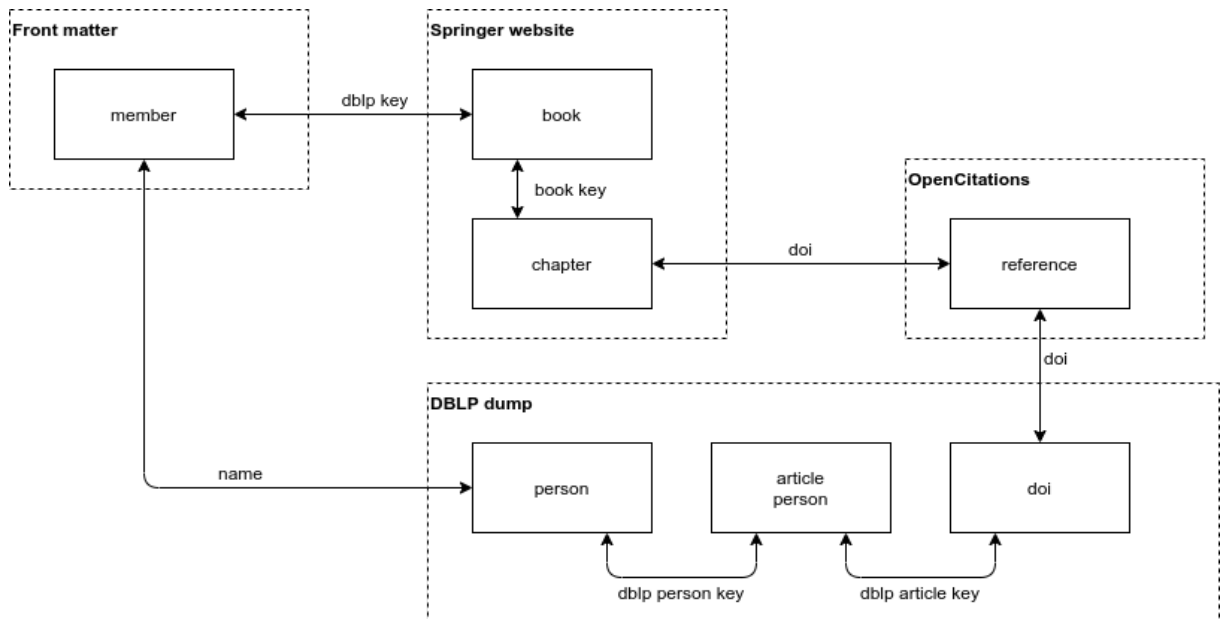 Front matter
Springer website
member
dblp key
book
book key
OpenCitations
chapter
doi
reference
doi
DBLP dump
name
person
article
person
doi
dblp person key
dblp article key